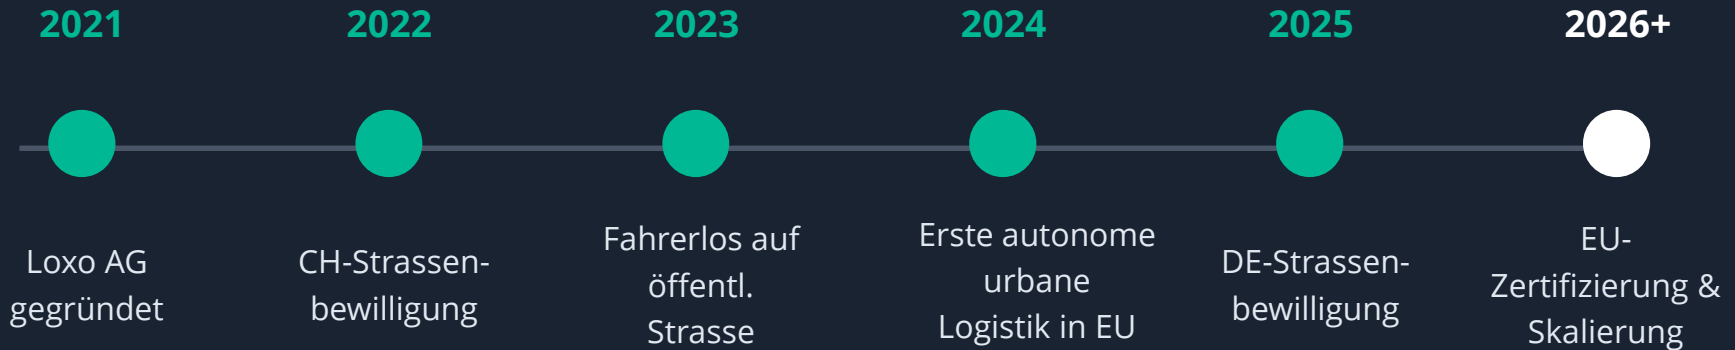 2021
Loxo AG
gegründet
2022
CH-Strassen-
bewilligung
2023
Fahrerlos auf
öffentl.
Strasse
2024
Erste autonome
urbane
Logistik in EU
2025
DE-Strassen-
bewilligung
2026+
EU-
Zertifizierung &
Skalierung